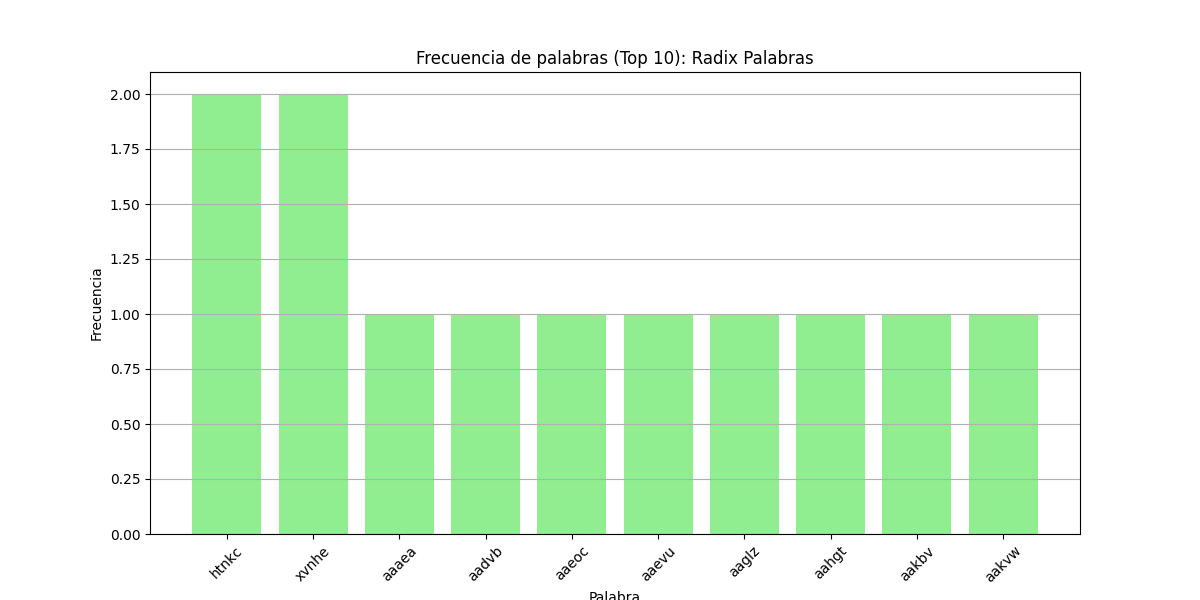 Frecuencia de palabras (Top 10): Radix Palabras
Frecuencia
2.00
1.75
1.50
1.25
1.00
0.75
0.50
0.25
0.00
htnkc xvnhe aaaea aadvb aaeoc aaevu aaglz aahgt aakbv aakvw
Palabra